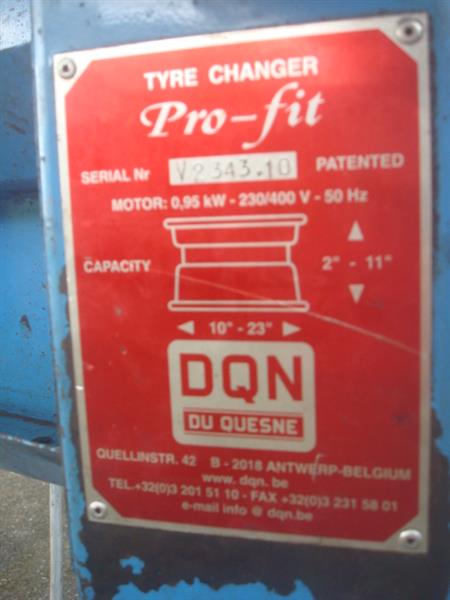 TYRE CHANGER
Pro-fit
SERIAL Nr V2343.10 PATENTED
MOTOR: 0,95 kW - 230/400 V - 50 Hz
CAPACITY 2" - 11"
10" - 23"
DQN
DU QUESNE
QUELLINSTR. 42 B - 2018 ANTWERP-BELGIUM
www. dqn. be
TEL.+32(0)3 201 51 10 - FAX +32(0)3 231 58 01
e-mail info @ dqn.be